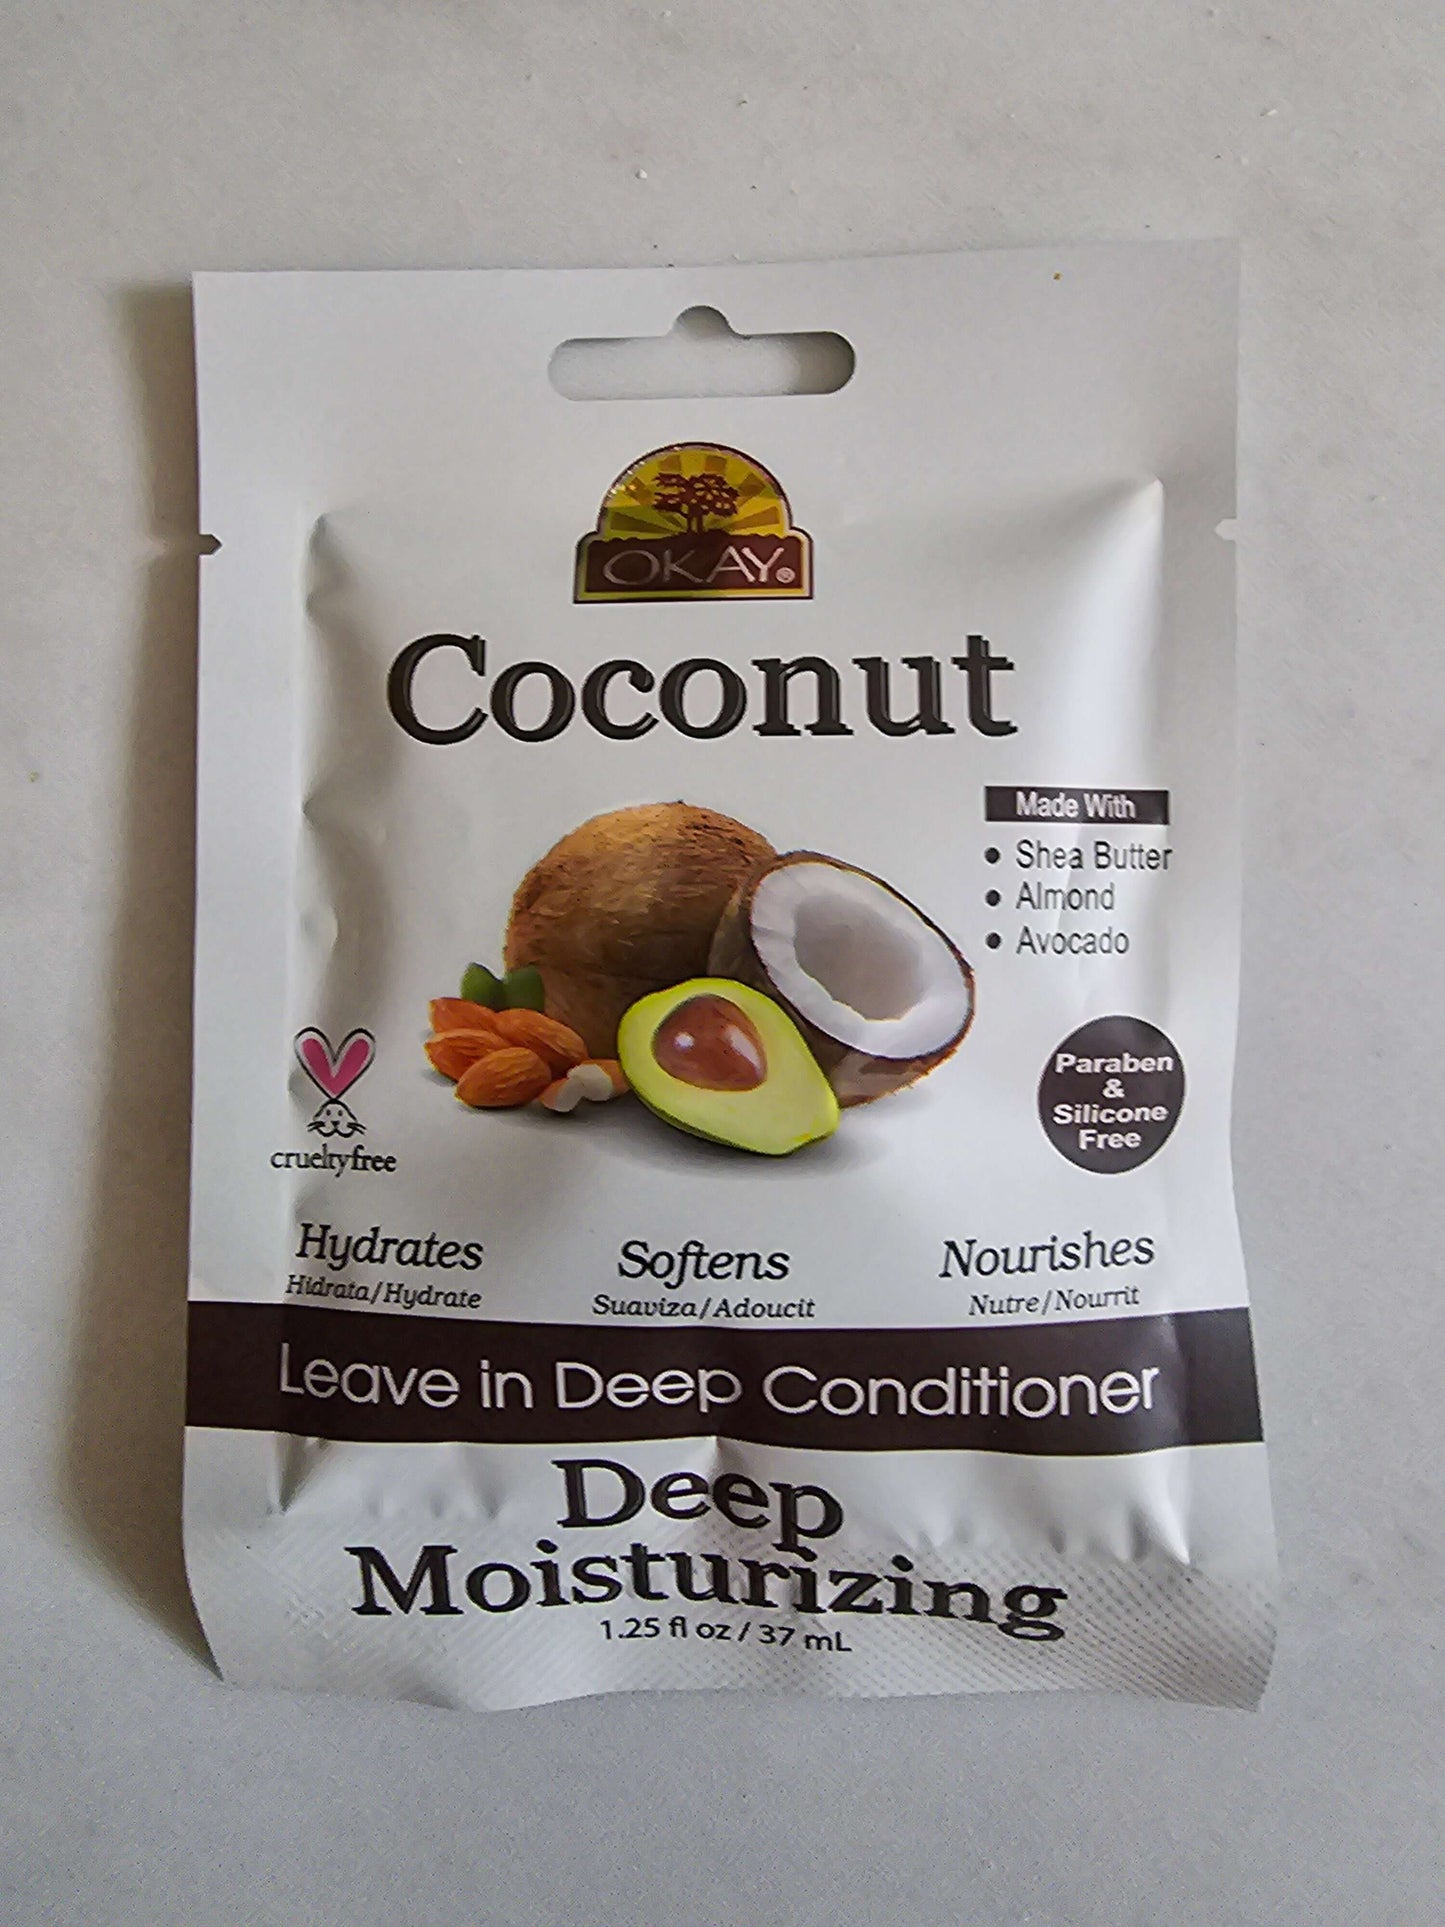 OKAY®
Coconut
Made With
• Shea Butter
• Almond
• Avocado
Paraben
&
Silicone
Free
crueltyfree
Hydrates
Hidrata/Hydrate
Softens
Suaviza/Adoucit
Nourishes
Nutre/Nourrit
Leave in Deep Conditioner
Deep
Moisturizing
1.25 fl oz / 37 mL